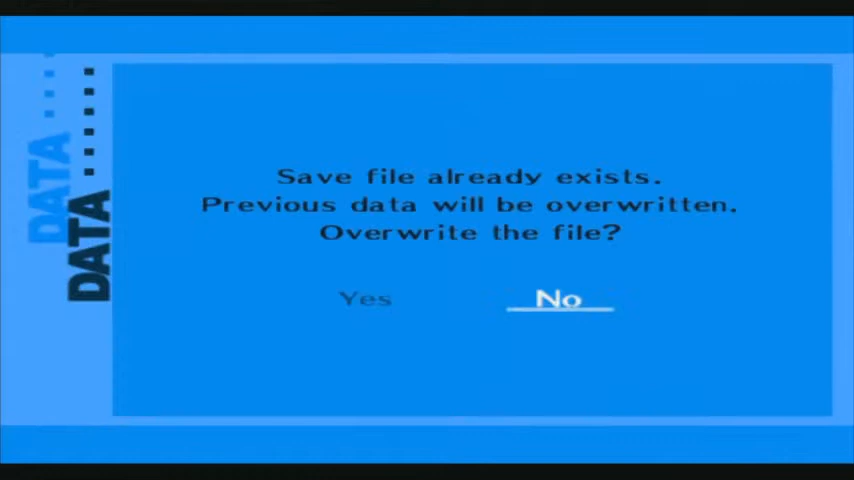 DATA
DATA
Save file already exists.
Previous data will be overwritten.
Overwrite the file?
Yes No